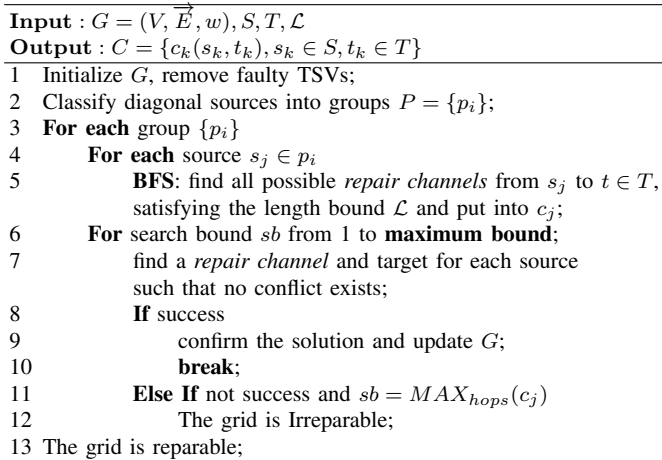 Input : G = (V, E⃗, w), S, T, ℒ
Output : C = {c_k(s_k, t_k), s_k ∈ S, t_k ∈ T}
1 Initialize G, remove faulty TSVs;
2 Classify diagonal sources into groups P = {p_i};
3 For each group {p_i}
4 For each source s_j ∈ p_i
5 BFS: find all possible repair channels from s_j to t ∈ T,
satisfying the length bound ℒ and put into c_j;
6 For search bound sb from 1 to maximum bound;
7 find a repair channel and target for each source
such that no conflict exists;
8 If success
9 confirm the solution and update G;
10 break;
11 Else If not success and sb = MAX_hops(c_j)
12 The grid is Irreparable;
13 The grid is reparable;